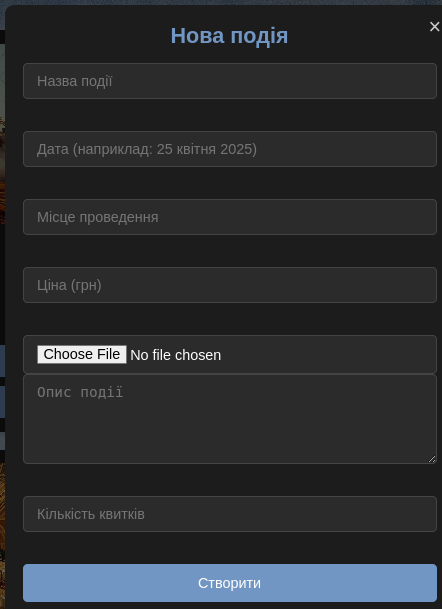 ×
Нова подія
Назва події
Дата (наприклад: 25 квітня 2025)
Місце проведення
Ціна (грн)
Choose File No file chosen
Опис події
Кількість квитків
Створити